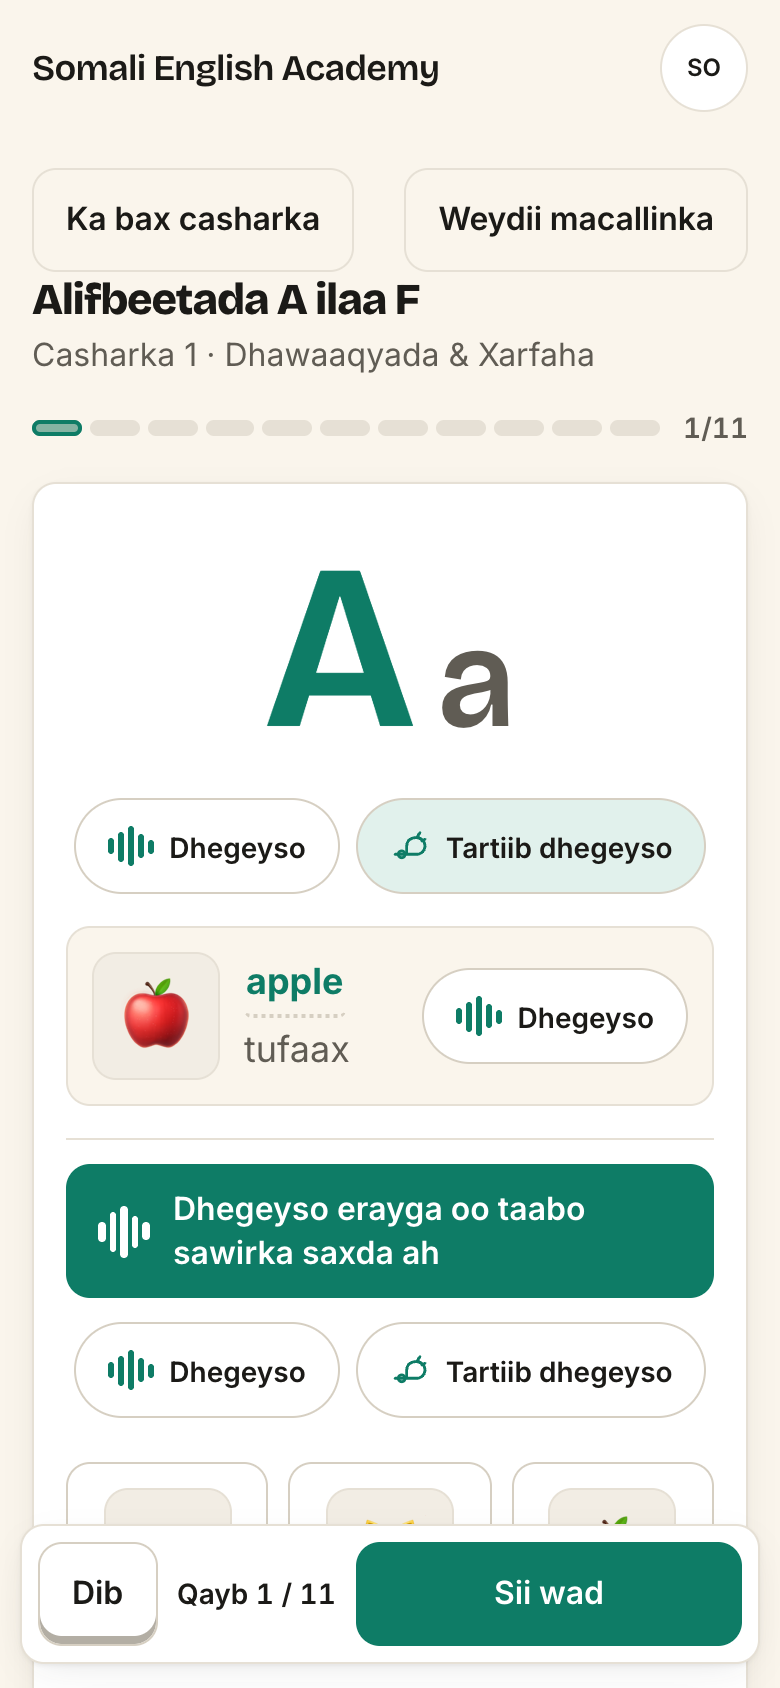 Somali English Academy
SO
Ka bax casharka
Weydii macallinka
Alifbeetada A ilaa F
Casharka 1 · Dhawaaqyada & Xarfaha
1/11
A a
Dhegeyso
Tartiib dhegeyso
apple
tufaax
Dhegeyso
Dhegeyso erayga oo taabo
sawirka saxda ah
Dhegeyso
Tartiib dhegeyso
Dib
Qayb 1 / 11
Sii wad